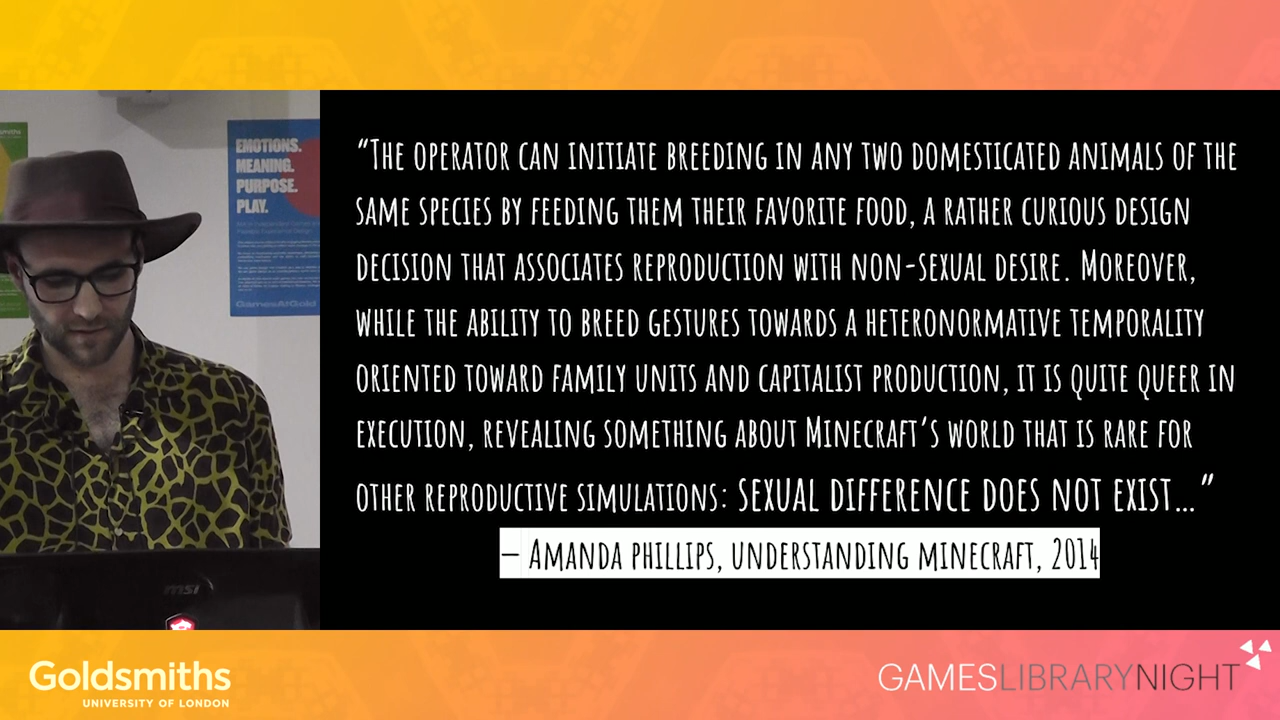 EMOTIONS.
MEANING.
PURPOSE.
PLAY.
GamesAtGold
msi
“THE OPERATOR CAN INITIATE BREEDING IN ANY TWO DOMESTICATED ANIMALS OF THE
SAME SPECIES BY FEEDING THEM THEIR FAVORITE FOOD, A RATHER CURIOUS DESIGN
DECISION THAT ASSOCIATES REPRODUCTION WITH NON-SEXUAL DESIRE. MOREOVER,
WHILE THE ABILITY TO BREED GESTURES TOWARDS A HETERONORMATIVE TEMPORALITY
ORIENTED TOWARD FAMILY UNITS AND CAPITALIST PRODUCTION, IT IS QUITE QUEER IN
EXECUTION, REVEALING SOMETHING ABOUT MINECRAFT’S WORLD THAT IS RARE FOR
OTHER REPRODUCTIVE SIMULATIONS: SEXUAL DIFFERENCE DOES NOT EXIST…”
– AMANDA PHILLIPS, UNDERSTANDING MINECRAFT, 2014
Goldsmiths
UNIVERSITY OF LONDON
GAMESLIBRARYNIGHT